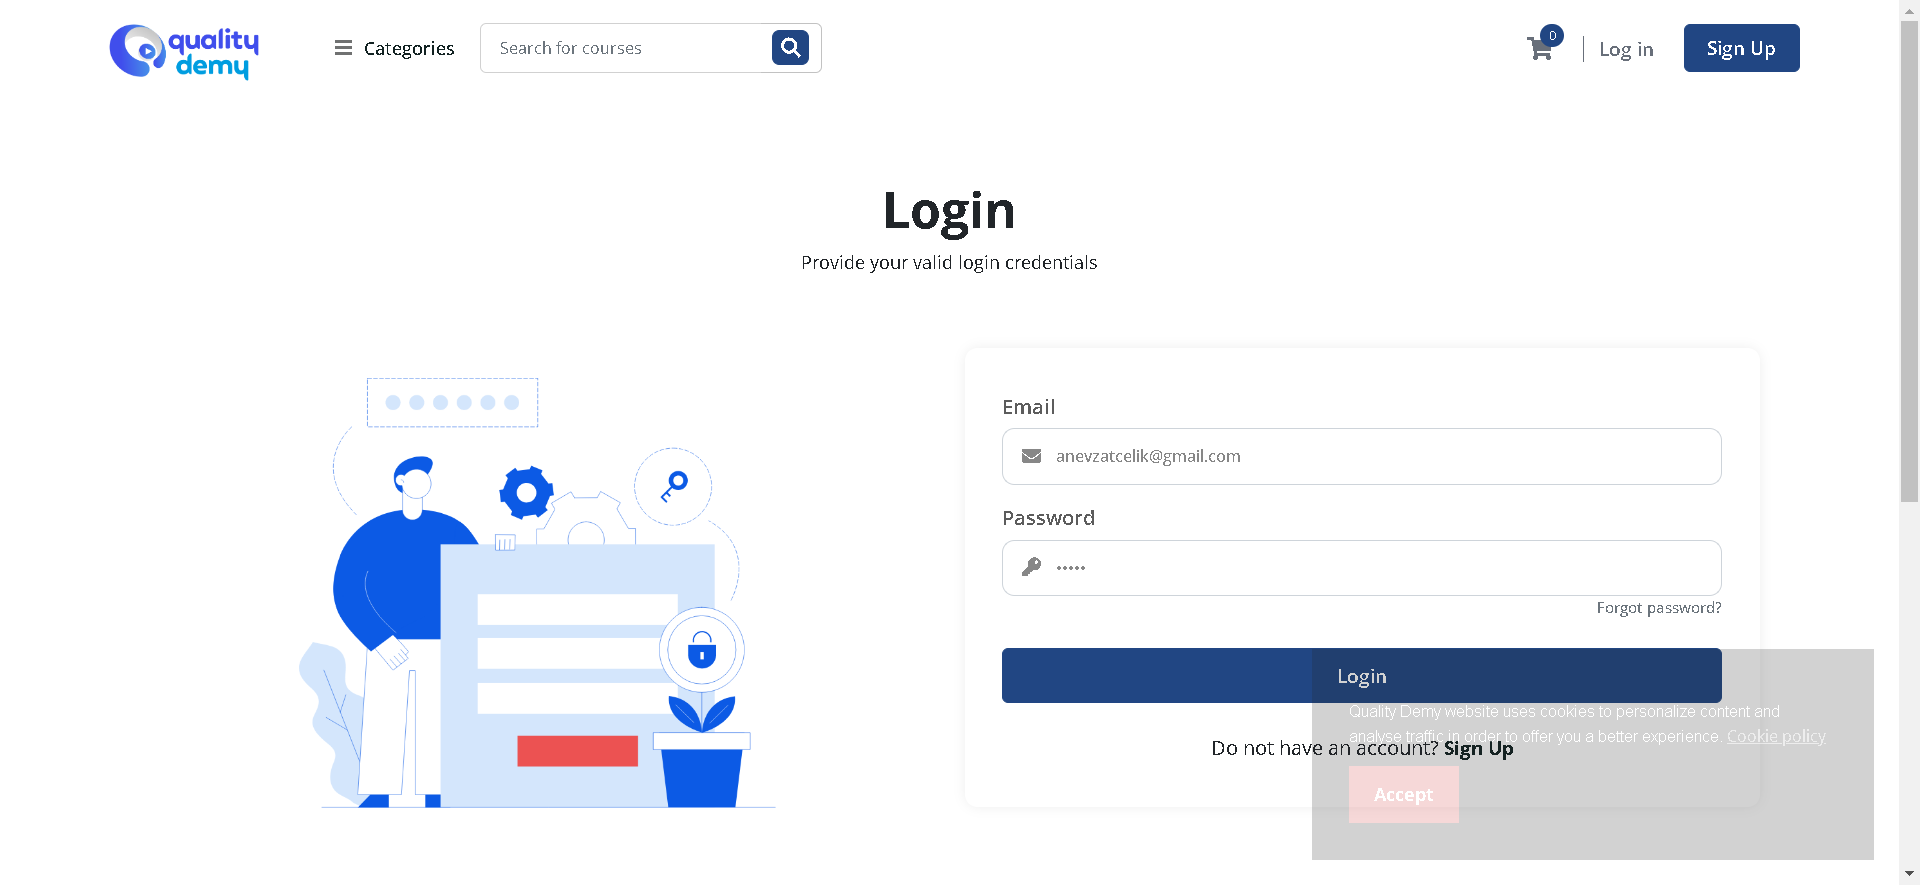 quality
demy
Categories
Search for courses
0
Log in
Sign Up
Login
Provide your valid login credentials
Email
anevzatcelik@gmail.com
Password
•••••
Forgot password?
Login
Quality Demy website uses cookies to personalize content and
analyse traffic in order to offer you a better experience. Cookie policy
Do not have an account? Sign Up
Accept